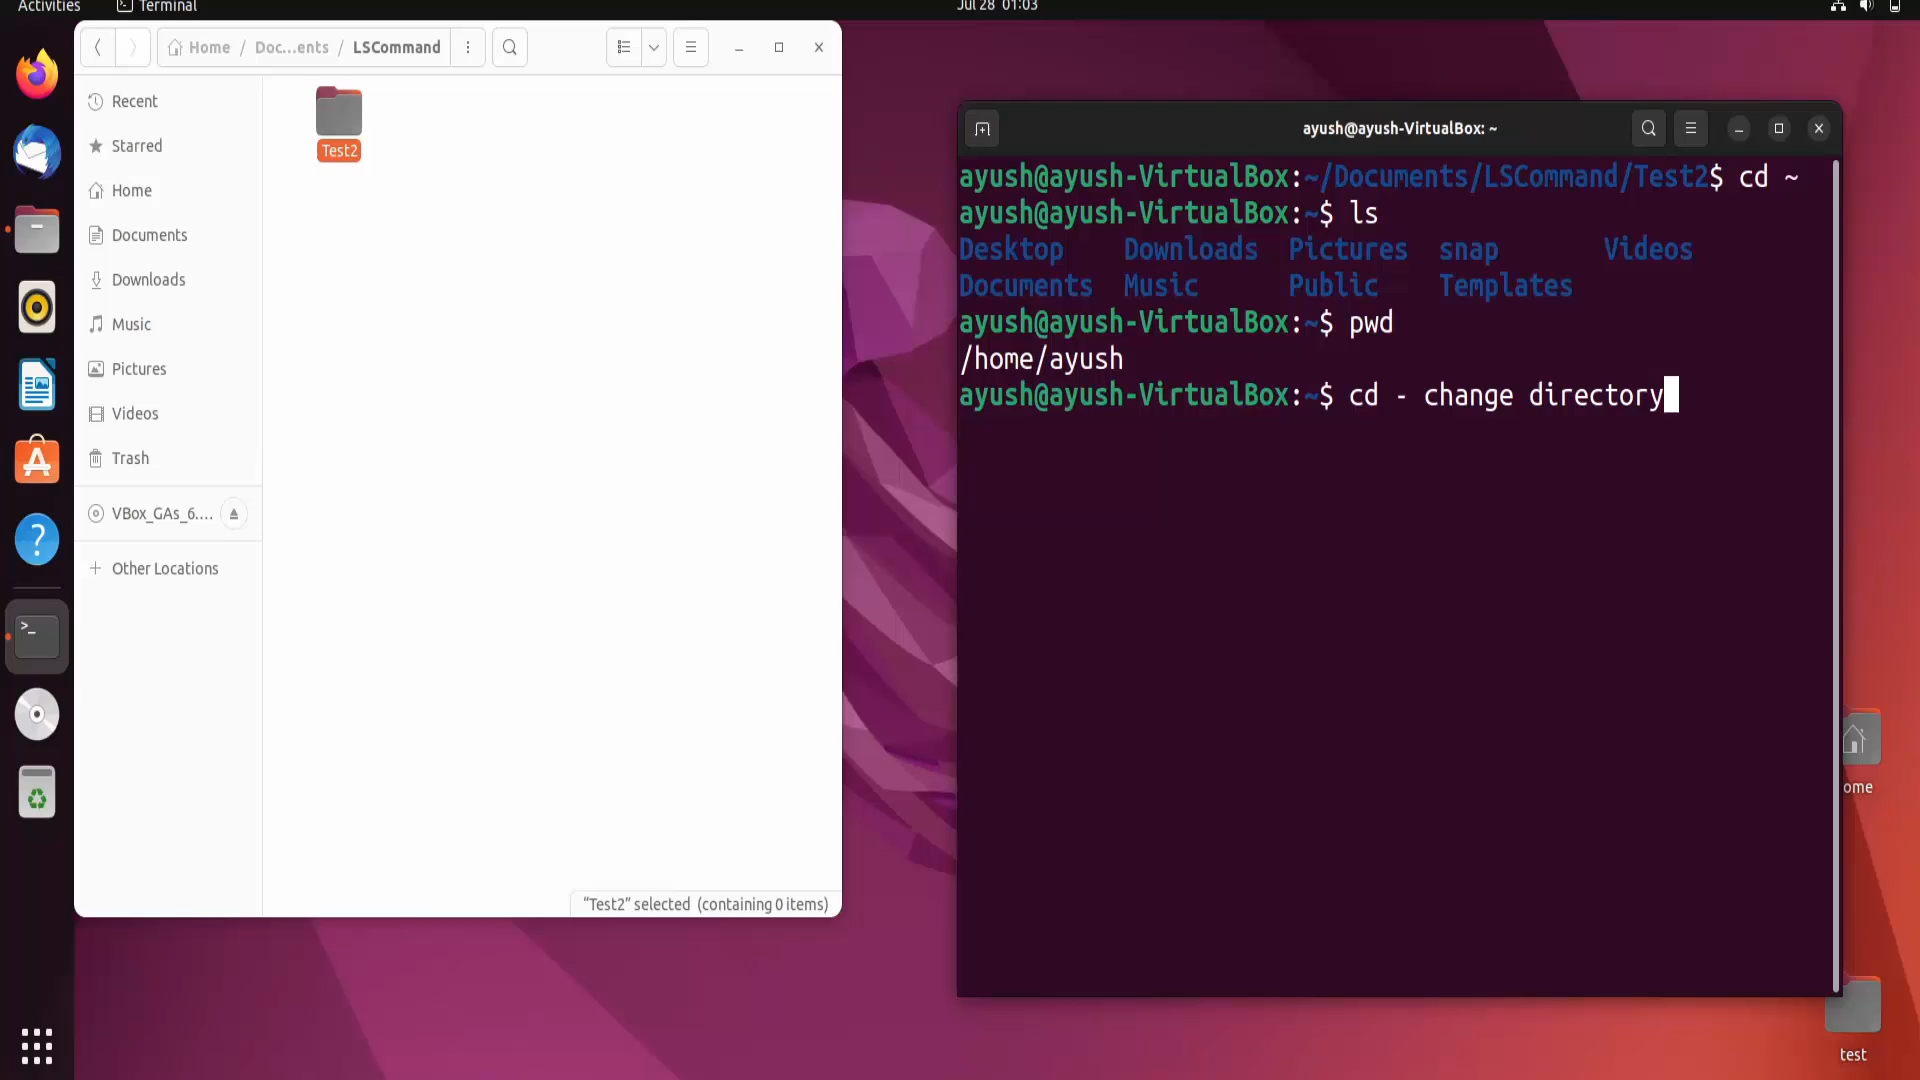 Activities
Terminal
Jul 28 01:03
Home / Doc...ents / LSCommand
Recent
Starred
Home
Documents
Downloads
Music
Pictures
Videos
Trash
VBox_GAs_6....
Other Locations
Test2
“Test2” selected (containing 0 items)
ayush@ayush-VirtualBox: ~
ayush@ayush-VirtualBox:~/Documents/LSCommand/Test2$ cd ~
ayush@ayush-VirtualBox:~$ ls
Desktop Downloads Pictures snap Videos
Documents Music Public Templates
ayush@ayush-VirtualBox:~$ pwd
/home/ayush
ayush@ayush-VirtualBox:~$ cd - change directory
ome
test